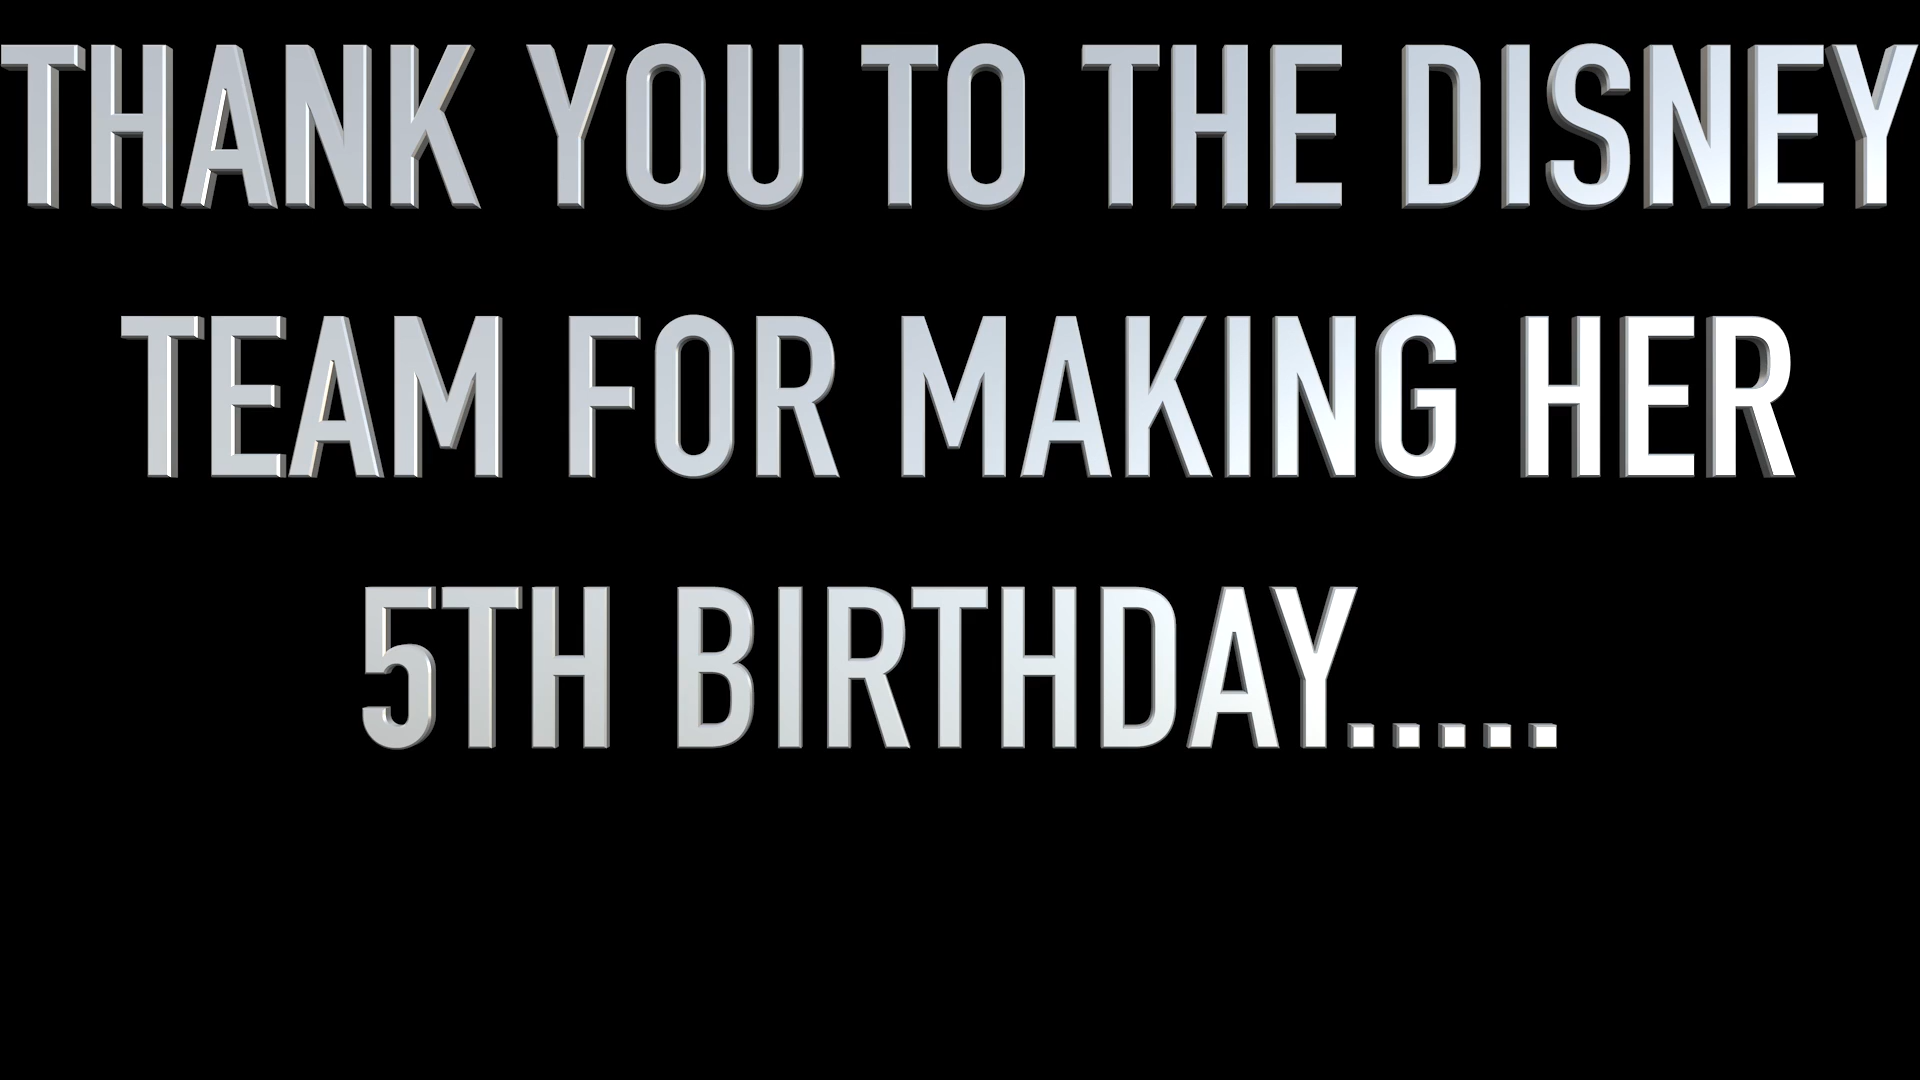 THANK YOU TO THE DISNEY
TEAM FOR MAKING HER
5TH BIRTHDAY.....